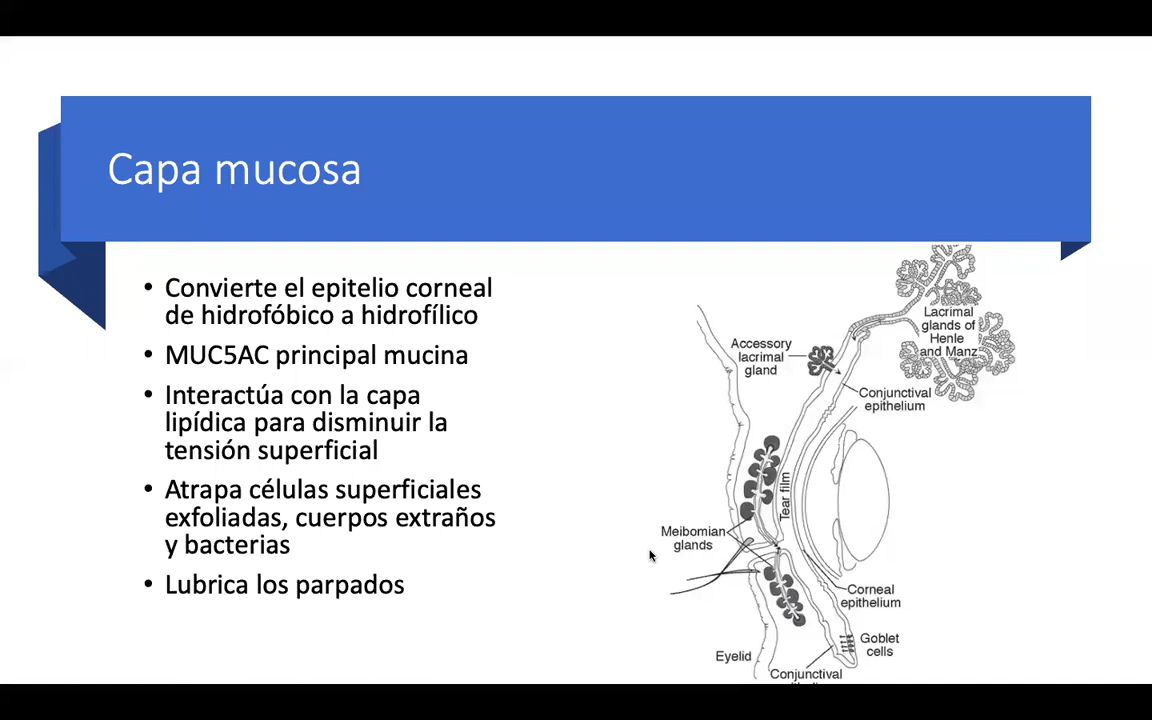 Capa mucosa
• Convierte el epitelio corneal
de hidrofóbico a hidrofílico
• MUC5AC principal mucina
• Interactúa con la capa
lipídica para disminuir la
tensión superficial
• Atrapa células superficiales
exfoliadas, cuerpos extraños
y bacterias
• Lubrica los parpados
Lacrimal
glands of
Henle
and Manz
Accessory
lacrimal
gland
Conjunctival
epithelium
Tear film
Meibomian
glands
Corneal
epithelium
Goblet
cells
Eyelid
Conjunctival